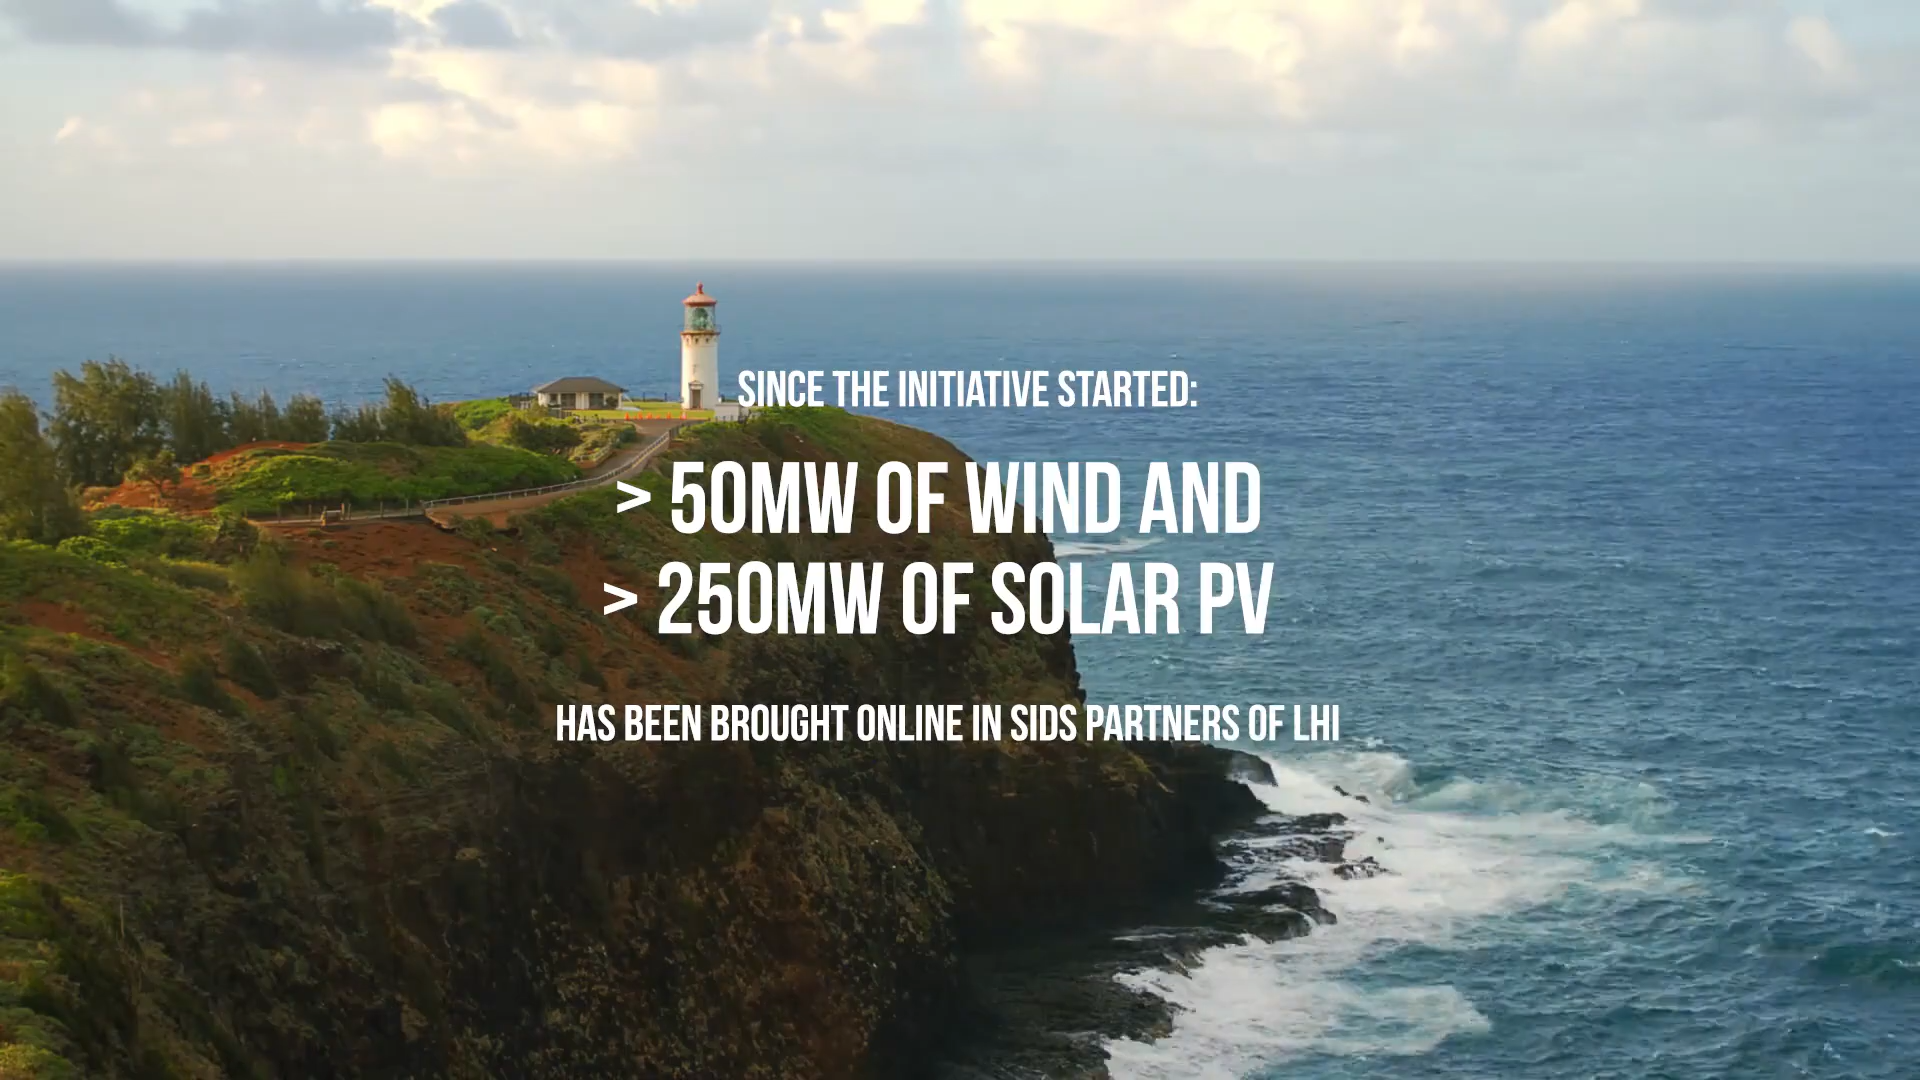 SINCE THE INITIATIVE STARTED:
> 50MW OF WIND AND
> 250MW OF SOLAR PV
HAS BEEN BROUGHT ONLINE IN SIDS PARTNERS OF LHI